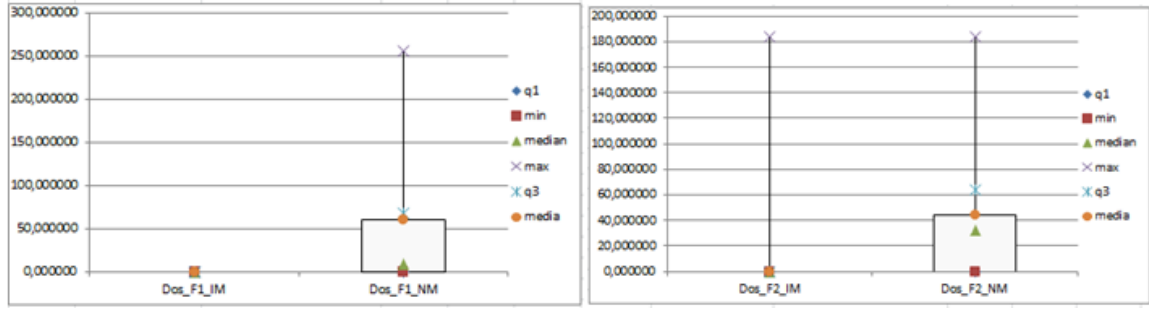 300,000000
250,000000
200,000000
150,000000
100,000000
50,000000
0,000000
Dos_F1_IM
Dos_F1_NM
q1
min
median
max
q3
media
200,000000
180,000000
160,000000
140,000000
120,000000
100,000000
80,000000
60,000000
40,000000
20,000000
0,000000
Dos_F2_IM
Dos_F2_NM
q1
min
median
max
q3
media